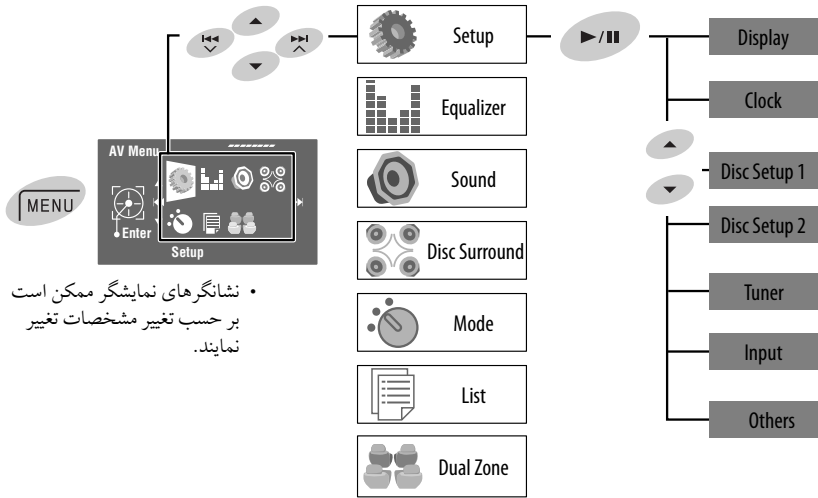 Setup
Equalizer
Sound
Disc Surround
Mode
List
Dual Zone
Display
Clock
Disc Setup 1
Disc Setup 2
Tuner
Input
Others
MENU
AV Menu
Enter
Setup
• نشانگرهای نمایشگر ممکن است
بر حسب تغییر مشخصات تغییر
نمایند.